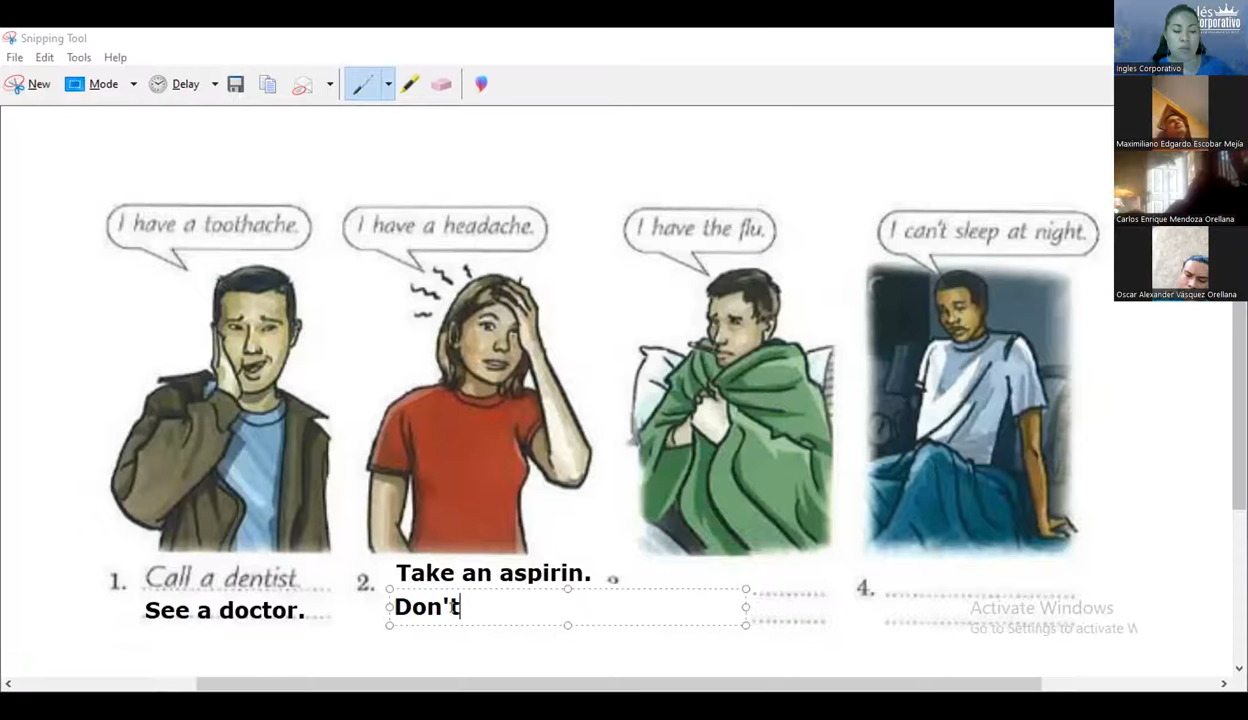 Snipping Tool
File Edit Tools Help
New Mode Delay
I have a toothache.
I have a headache.
I have the flu.
I can't sleep at night.
1. Call a dentist.
See a doctor.
2. Take an aspirin.
Don't
4.
Activate Windows
Go to Settings to activate W
lés
orporativo
Ingles Corporativo
Maximiliano Edgardo Escobar Mejía
Carlos Enrique Mendoza Orellana
Oscar Alexander Vásquez Orellana